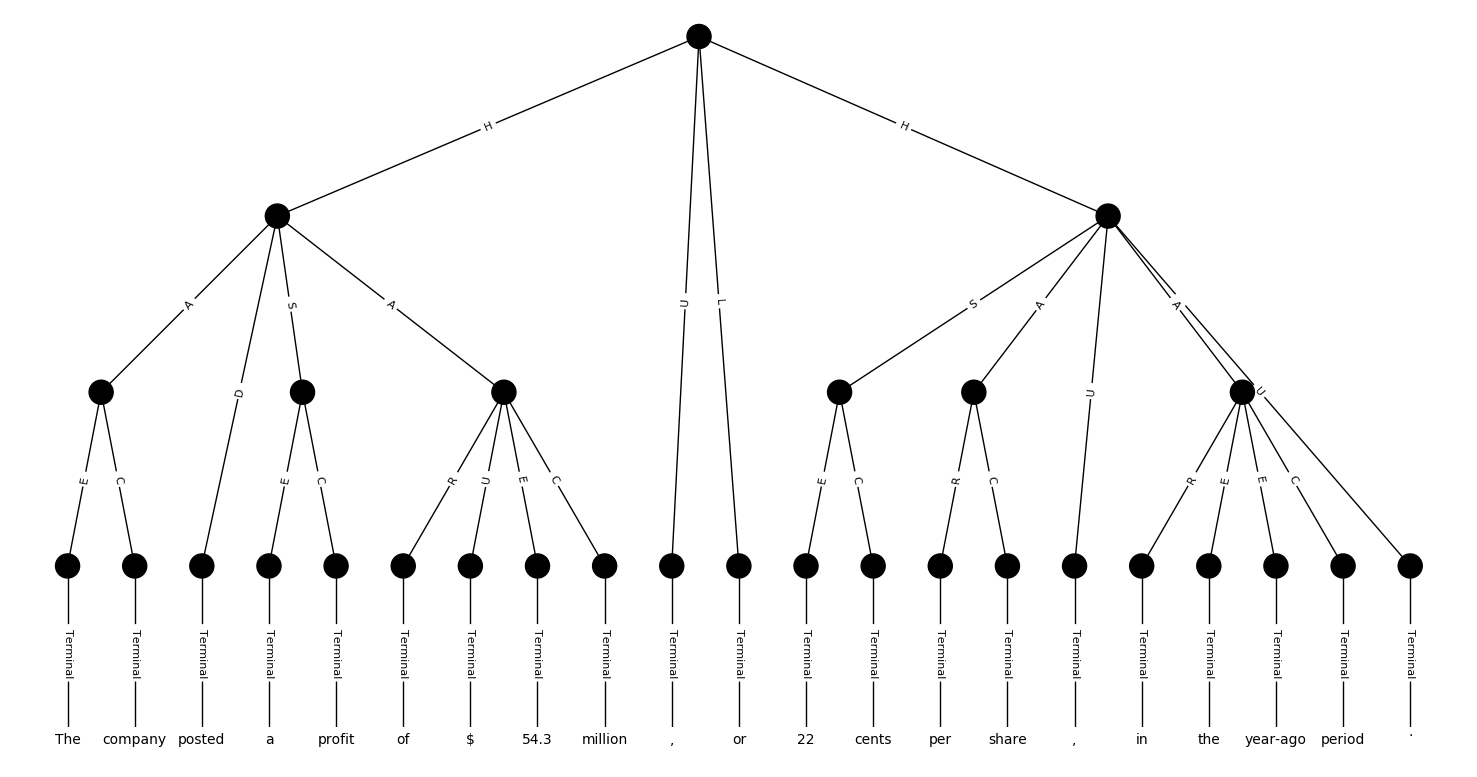 H H
A S A U L S A A U
D U
E C E C R U E C E C R C R E E C
Terminal Terminal Terminal Terminal Terminal Terminal Terminal Terminal Terminal Terminal Terminal Terminal Terminal Terminal Terminal Terminal Terminal Terminal Terminal Terminal Terminal
The company posted a profit of $ 54.3 million , or 22 cents per share , in the year-ago period .